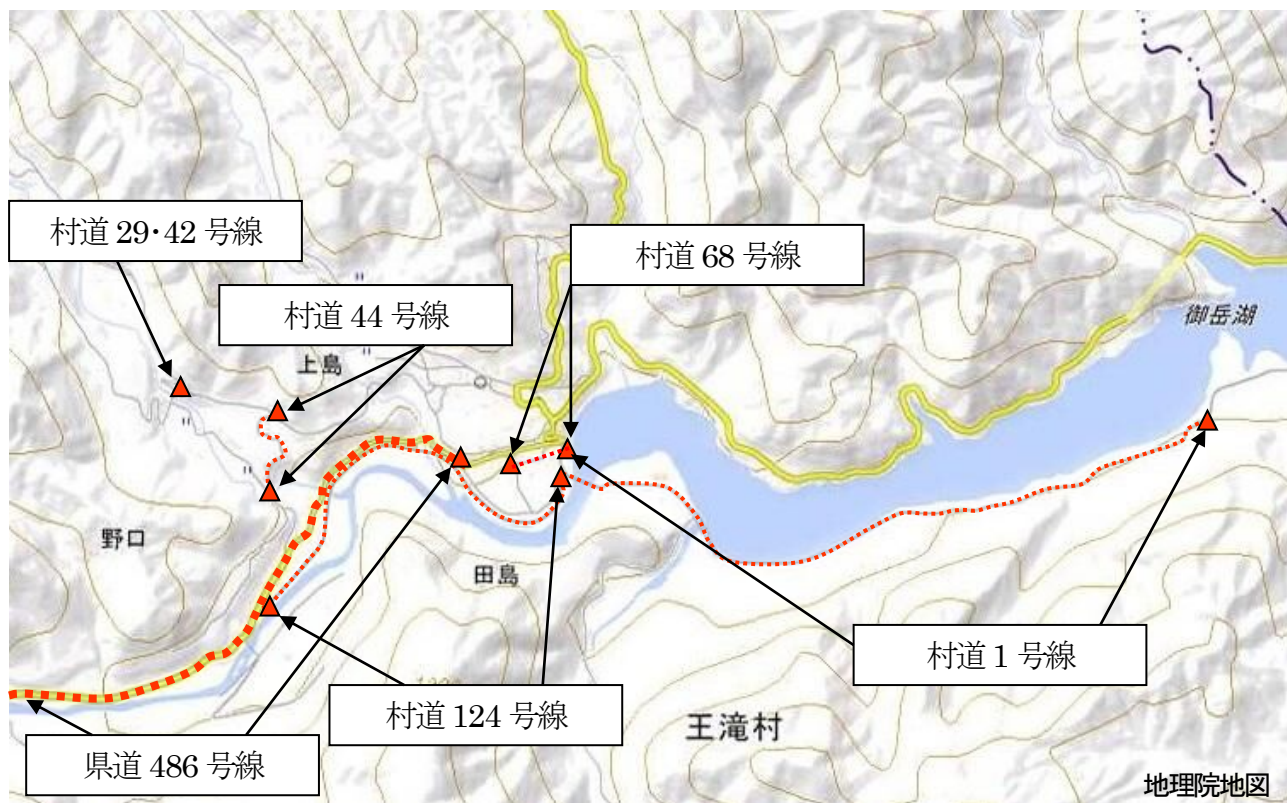 村道 29･42 号線
村道 68 号線
村道 44 号線
御岳湖
上島
野口
田島
村道 1 号線
村道 124 号線
王滝村
県道 486 号線
地理院地図